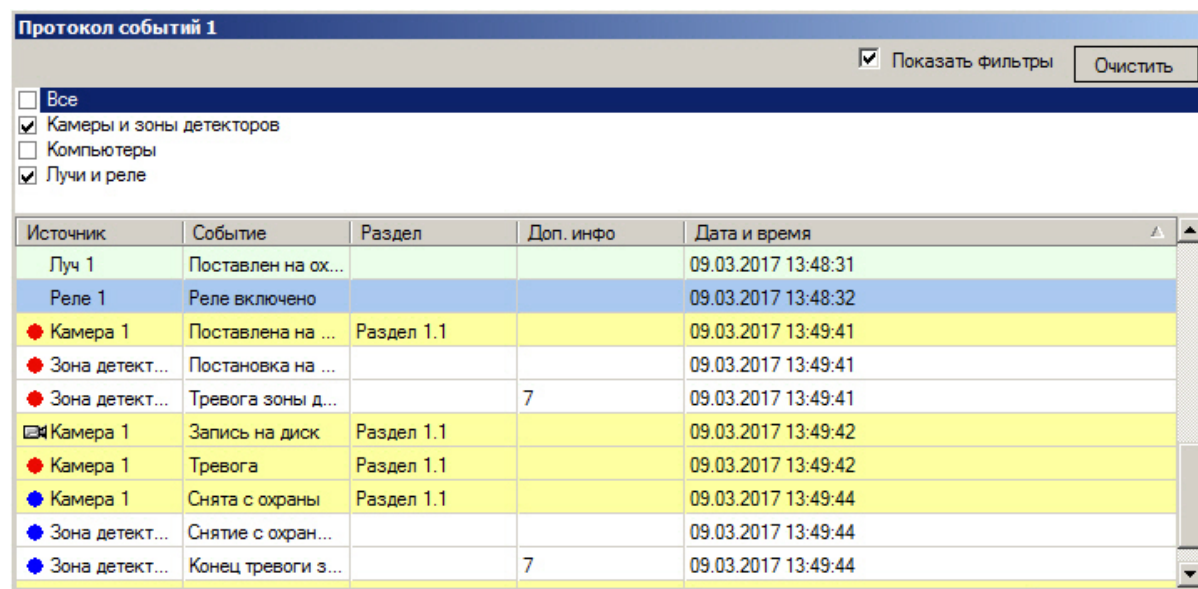 Протокол событий 1
Показать фильтры Очистить
Все
Камеры и зоны детекторов
Компьютеры
Лучи и реле
Источник Событие Раздел Доп. инфо Дата и время
Луч 1 Поставлен на ох... 09.03.2017 13:48:31
Реле 1 Реле включено 09.03.2017 13:48:32
Камера 1 Поставлена на ... Раздел 1.1 09.03.2017 13:49:41
Зона детект... Постановка на ... 09.03.2017 13:49:41
Зона детект... Тревога зоны д... 7 09.03.2017 13:49:41
Камера 1 Запись на диск Раздел 1.1 09.03.2017 13:49:42
Камера 1 Тревога Раздел 1.1 09.03.2017 13:49:42
Камера 1 Снята с охраны Раздел 1.1 09.03.2017 13:49:44
Зона детект... Снятие с охран... 09.03.2017 13:49:44
Зона детект... Конец тревоги з... 7 09.03.2017 13:49:44